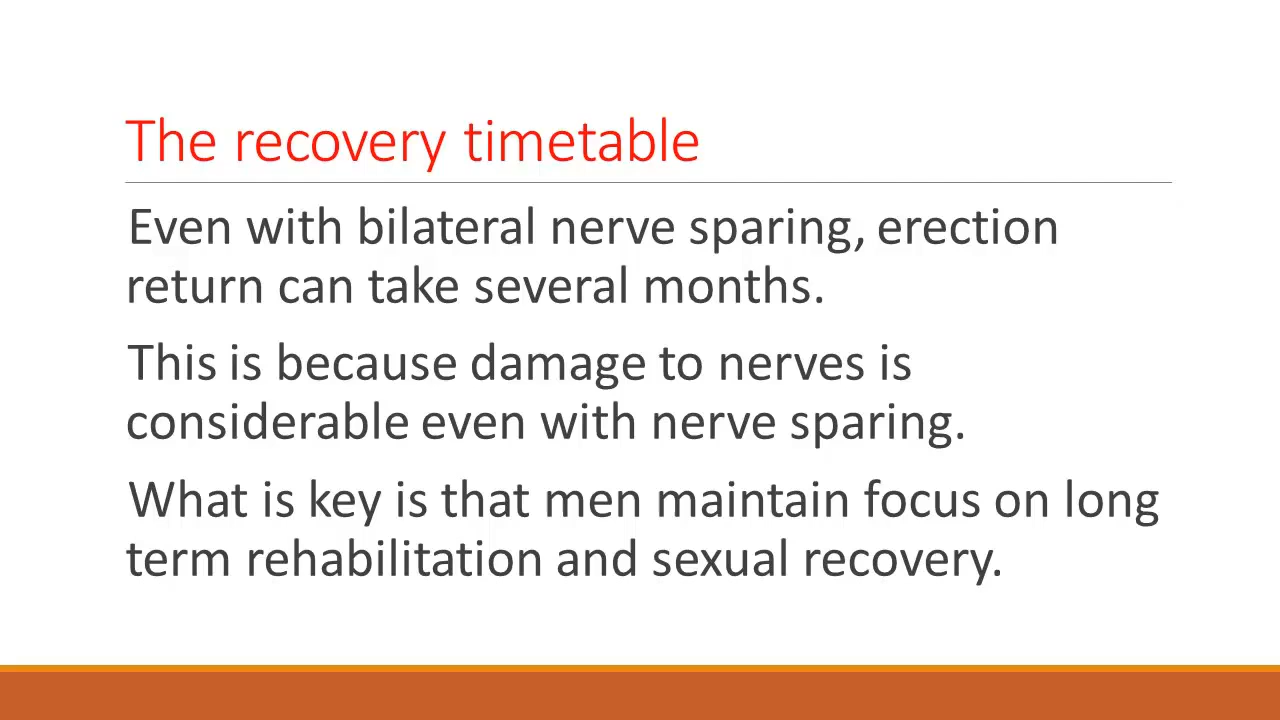 The recovery timetable
Even with bilateral nerve sparing, erection
return can take several months.
This is because damage to nerves is
considerable even with nerve sparing.
What is key is that men maintain focus on long
term rehabilitation and sexual recovery.